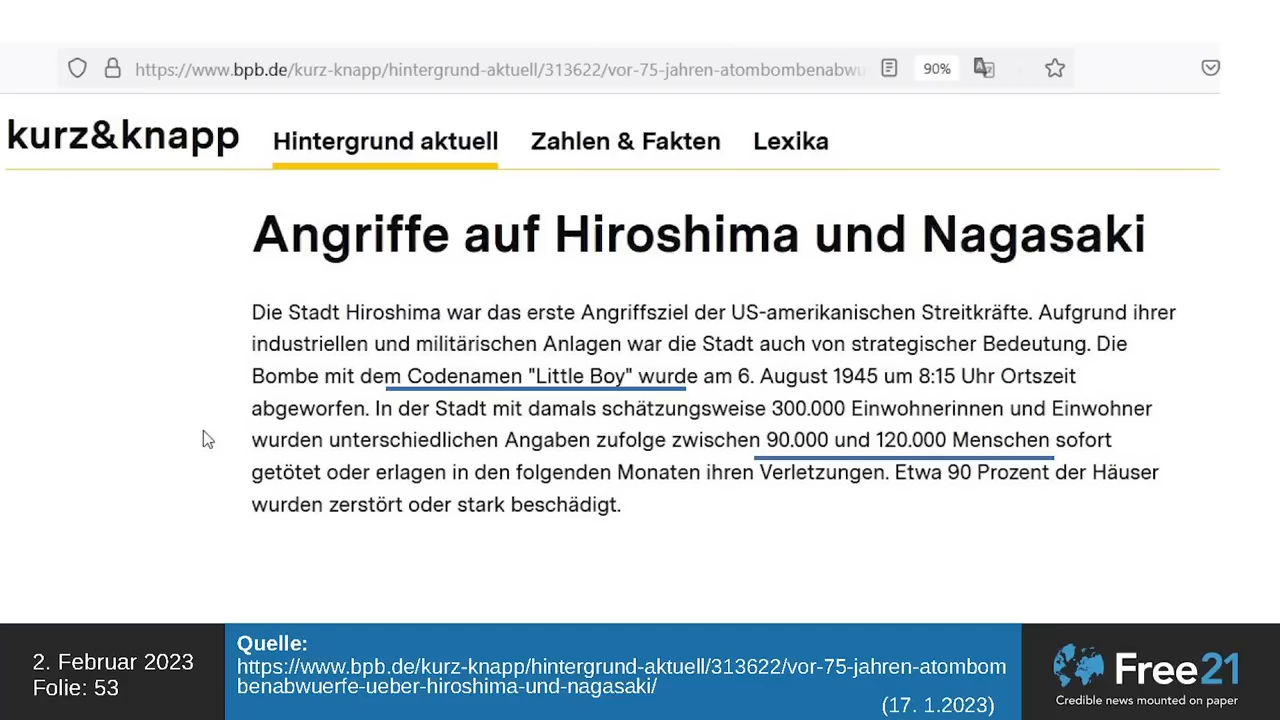 https://www.bpb.de/kurz-knapp/hintergrund-aktuell/313622/vor-75-jahren-atombombenabwu
90%
kurz&knapp Hintergrund aktuell Zahlen & Fakten Lexika
Angriffe auf Hiroshima und Nagasaki
Die Stadt Hiroshima war das erste Angriffsziel der US-amerikanischen Streitkräfte. Aufgrund ihrer
industriellen und militärischen Anlagen war die Stadt auch von strategischer Bedeutung. Die
Bombe mit dem Codenamen "Little Boy" wurde am 6. August 1945 um 8:15 Uhr Ortszeit
abgeworfen. In der Stadt mit damals schätzungsweise 300.000 Einwohnerinnen und Einwohner
wurden unterschiedlichen Angaben zufolge zwischen 90.000 und 120.000 Menschen sofort
getötet oder erlagen in den folgenden Monaten ihren Verletzungen. Etwa 90 Prozent der Häuser
wurden zerstört oder stark beschädigt.
2. Februar 2023
Folie: 53
Quelle:
https://www.bpb.de/kurz-knapp/hintergrund-aktuell/313622/vor-75-jahren-atombom
benabwuerfe-ueber-hiroshima-und-nagasaki/
(17. 1.2023)
Free21
Credible news mounted on paper